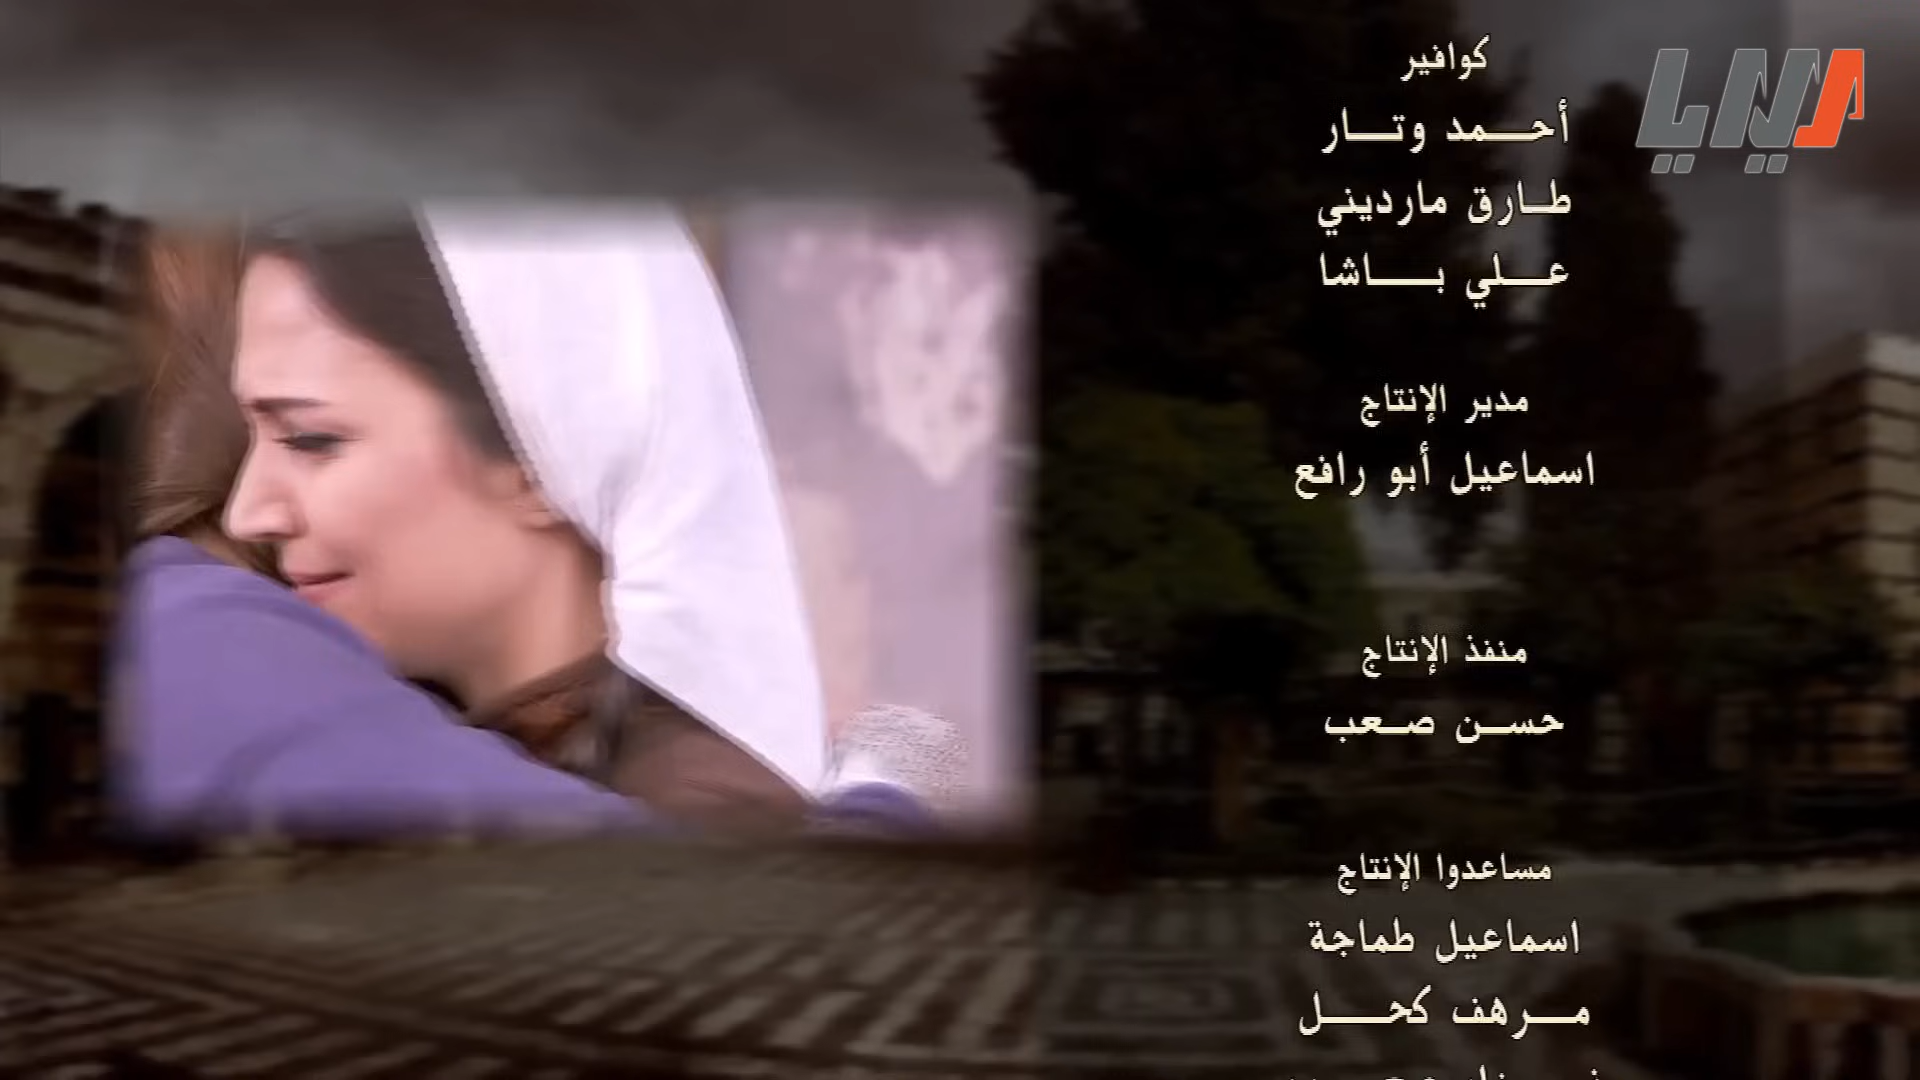 كوافير
أحمد وتار
طارق مارديني
علي باشا
مدير الإنتاج
اسماعيل أبو رافع
منفذ الإنتاج
حسن صعب
مساعدوا الإنتاج
اسماعيل طماجة
مرهف كحل